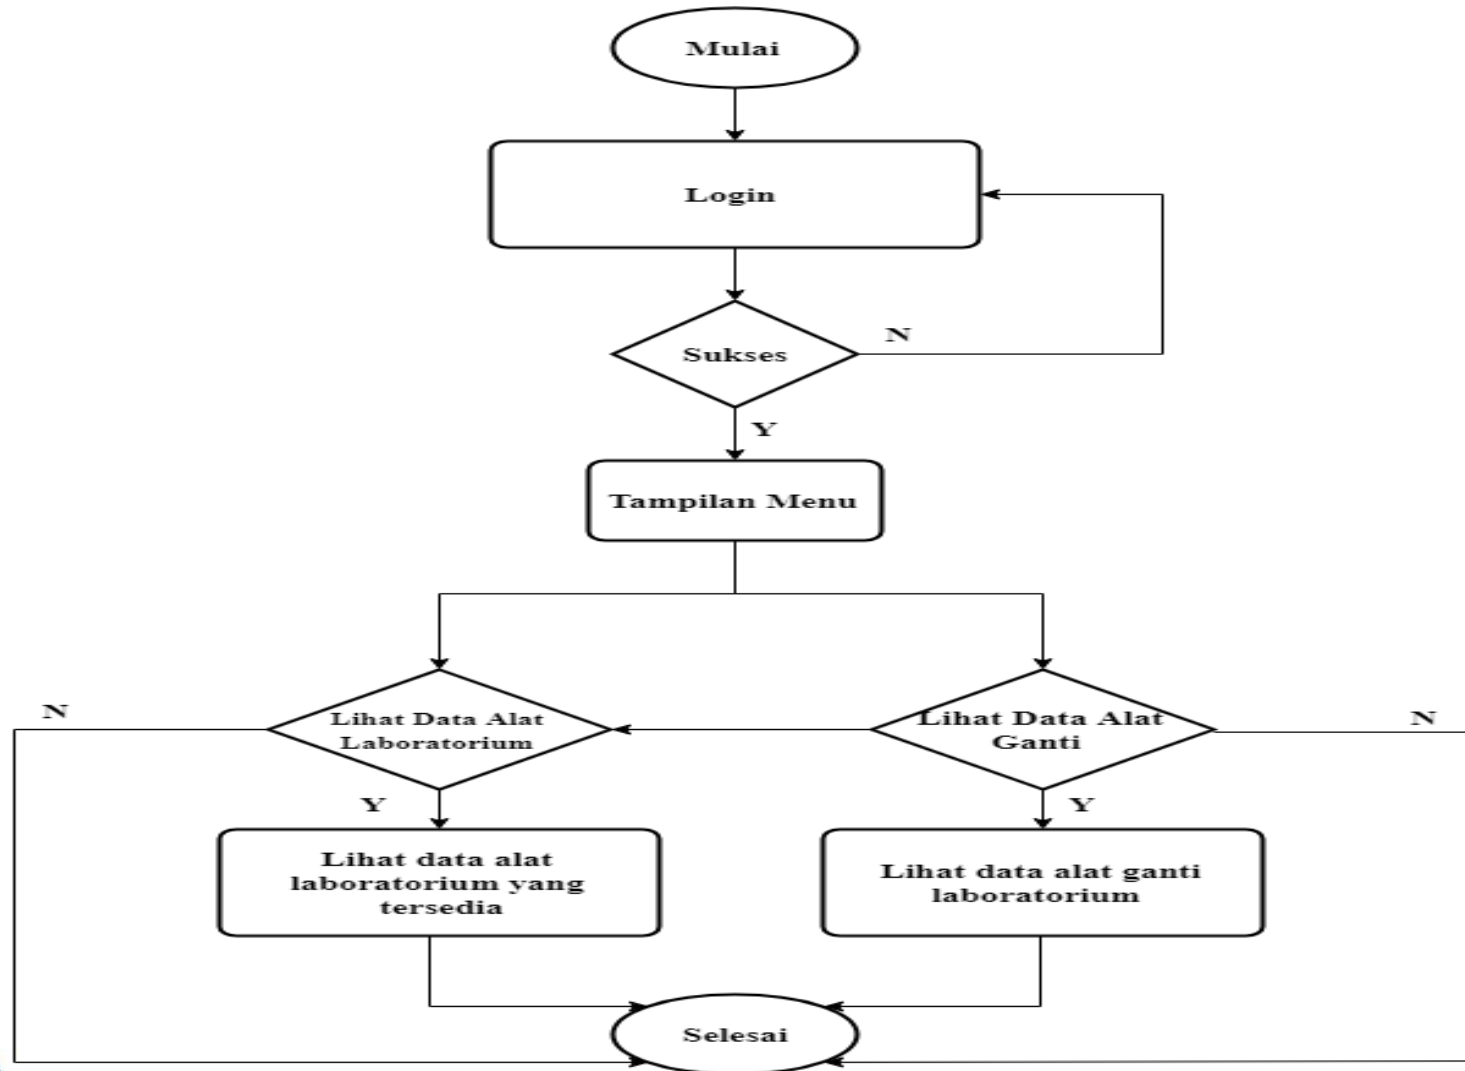 Mulai
Login
N
Sukses
Y
Tampilan Menu
N
Lihat Data Alat
Laboratorium
Lihat Data Alat
Ganti
N
Y
Y
Lihat data alat
laboratorium yang
tersedia
Lihat data alat ganti
laboratorium
Selesai